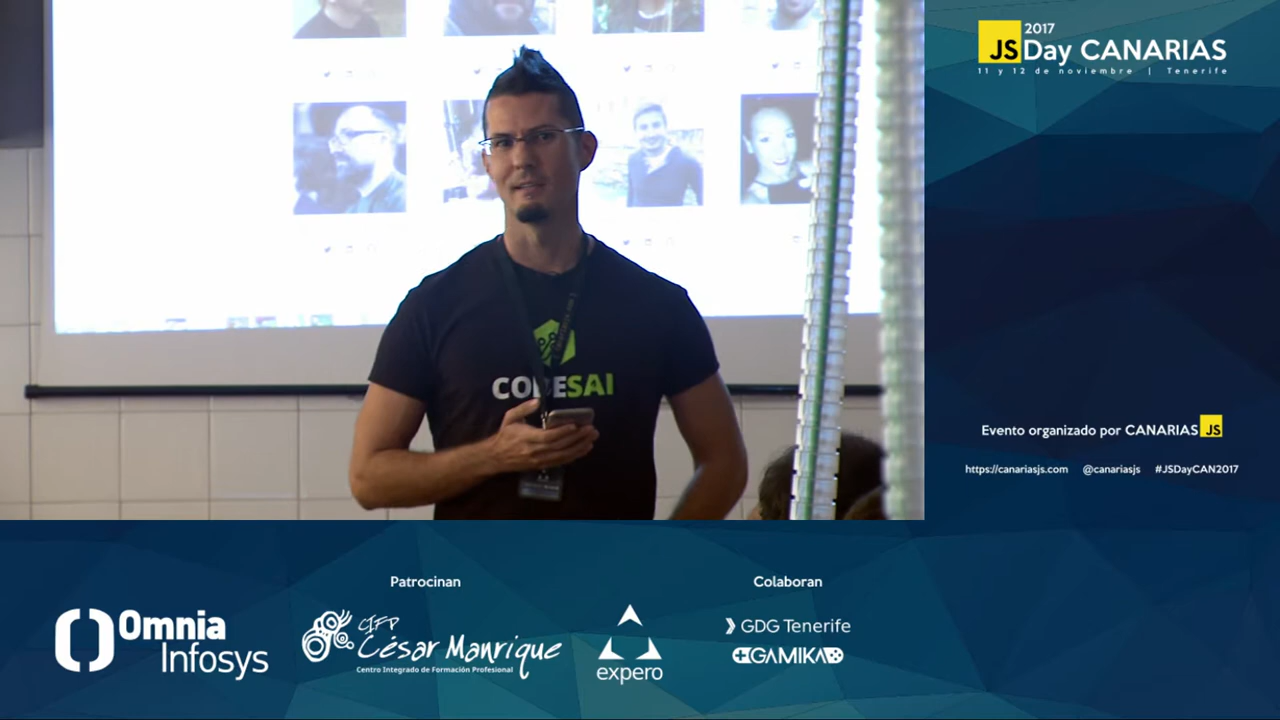 2017
JS Day CANARIAS
11 y 12 de noviembre | Tenerife
CODESAI
Evento organizado por CANARIAS JS
https://canariasjs.com @canariasjs #JSDayCAN2017
Patrocinan
Colaboran
Omnia
Infosys
CIFP
César Manrique
Centro Integrado de Formación Profesional
expero
GDG Tenerife
GAMIKA